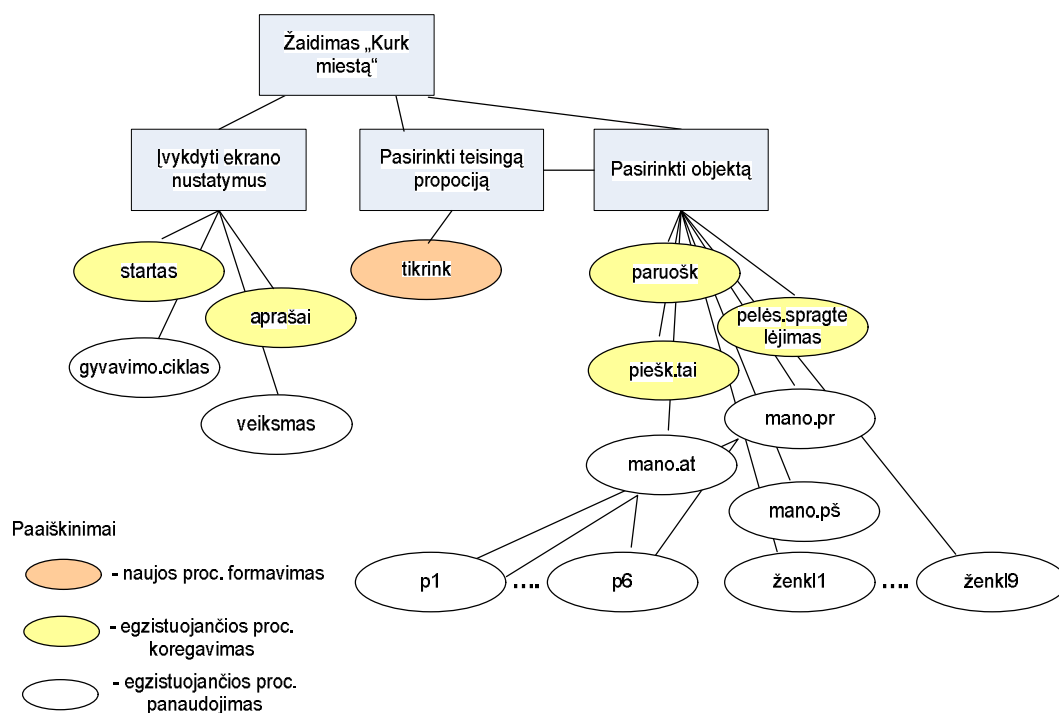 Žaidimas „Kurk
miestą“
Įvykdyti ekrano
nustatymus
Pasirinkti teisingą
propociją
Pasirinkti objektą
startas
tikrink
paruošk
aprašai
pelės.spragte
lėjimas
gyvavimo.ciklas
piešk.tai
veiksmas
mano.pr
mano.at
mano.pš
p1
....
p6
ženkl1
....
ženkl9
Paaiškinimai
- naujos proc. formavimas
- egzistuojančios proc.
koregavimas
- egzistuojančios proc.
panaudojimas